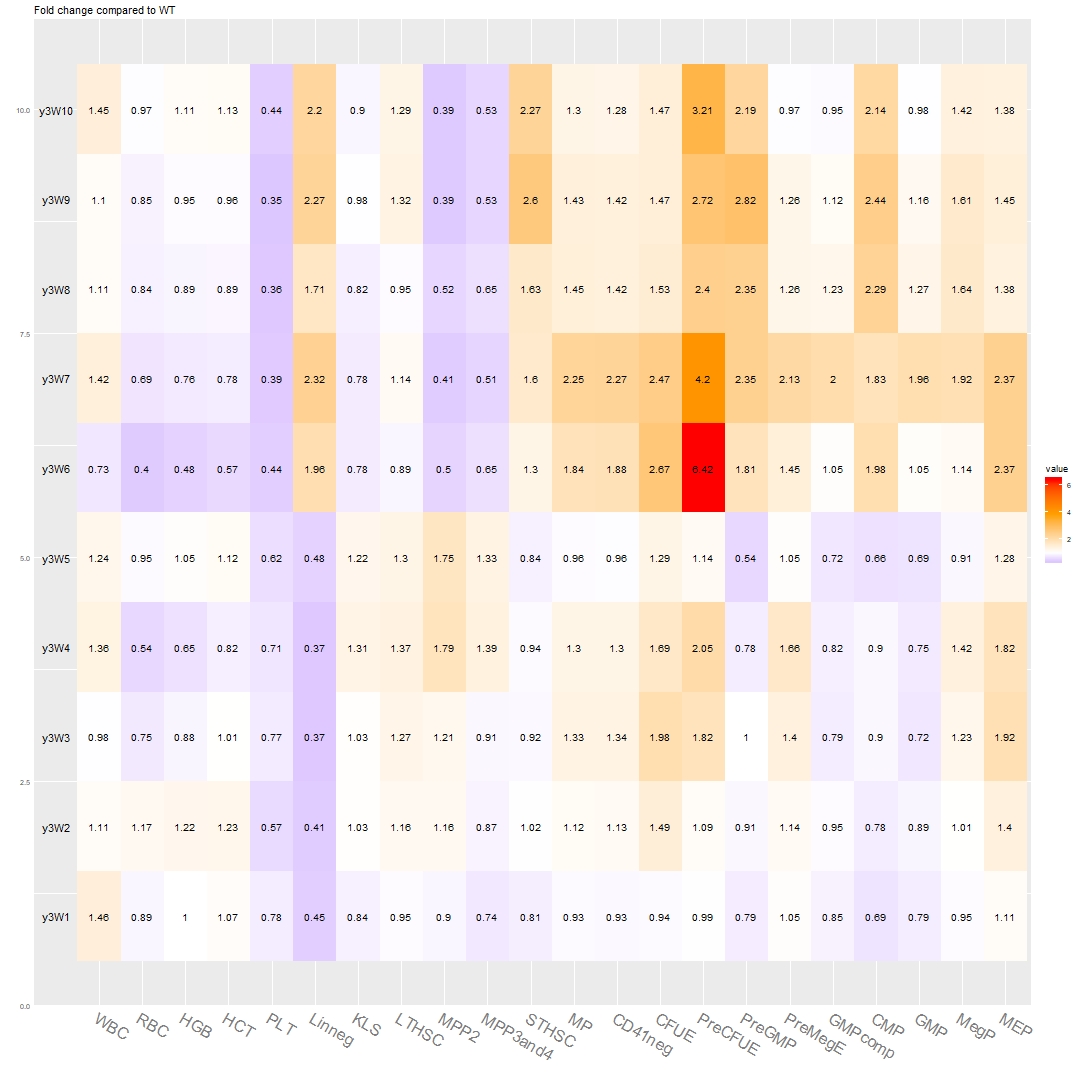 Fold change compared to WT
10.0 y3W10 1.45 0.97 1.11 1.13 0.44 2.2 0.9 1.29 0.39 0.53 2.27 1.3 1.28 1.47 3.21 2.19 0.97 0.95 2.14 0.98 1.42 1.38
y3W9 1.1 0.85 0.95 0.96 0.35 2.27 0.98 1.32 0.39 0.53 2.6 1.43 1.42 1.47 2.72 2.82 1.26 1.12 2.44 1.16 1.61 1.45
y3W8 1.11 0.84 0.89 0.89 0.36 1.71 0.82 0.95 0.52 0.65 1.63 1.45 1.42 1.53 2.4 2.35 1.26 1.23 2.29 1.27 1.64 1.38
7.5
y3W7 1.42 0.69 0.76 0.78 0.39 2.32 0.78 1.14 0.41 0.51 1.6 2.25 2.27 2.47 4.2 2.35 2.13 2 1.83 1.96 1.92 2.37
y3W6 0.73 0.4 0.48 0.57 0.44 1.96 0.78 0.89 0.5 0.65 1.3 1.84 1.88 2.67 6.42 1.81 1.45 1.05 1.98 1.05 1.14 2.37
value
6
4
2
5.0 y3W5 1.24 0.95 1.05 1.12 0.62 0.48 1.22 1.3 1.75 1.33 0.84 0.96 0.96 1.29 1.14 0.54 1.05 0.72 0.66 0.69 0.91 1.28
y3W4 1.36 0.54 0.65 0.82 0.71 0.37 1.31 1.37 1.79 1.39 0.94 1.3 1.3 1.69 2.05 0.78 1.66 0.82 0.9 0.75 1.42 1.82
y3W3 0.98 0.75 0.88 1.01 0.77 0.37 1.03 1.27 1.21 0.91 0.92 1.33 1.34 1.98 1.82 1 1.4 0.79 0.9 0.72 1.23 1.92
2.5
y3W2 1.11 1.17 1.22 1.23 0.57 0.41 1.03 1.16 1.16 0.87 1.02 1.12 1.13 1.49 1.09 0.91 1.14 0.95 0.78 0.89 1.01 1.4
y3W1 1.46 0.89 1 1.07 0.78 0.45 0.84 0.95 0.9 0.74 0.81 0.93 0.93 0.94 0.99 0.79 1.05 0.85 0.69 0.79 0.95 1.11
0.0
WBC RBC HGB HCT PLT Linneg KLS LTHSC MPP2 MPP3and4 STHSC MP CD41neg CFUE PreCFUE PreGMP PreMegE GMPcomp CMP GMP MegP MEP